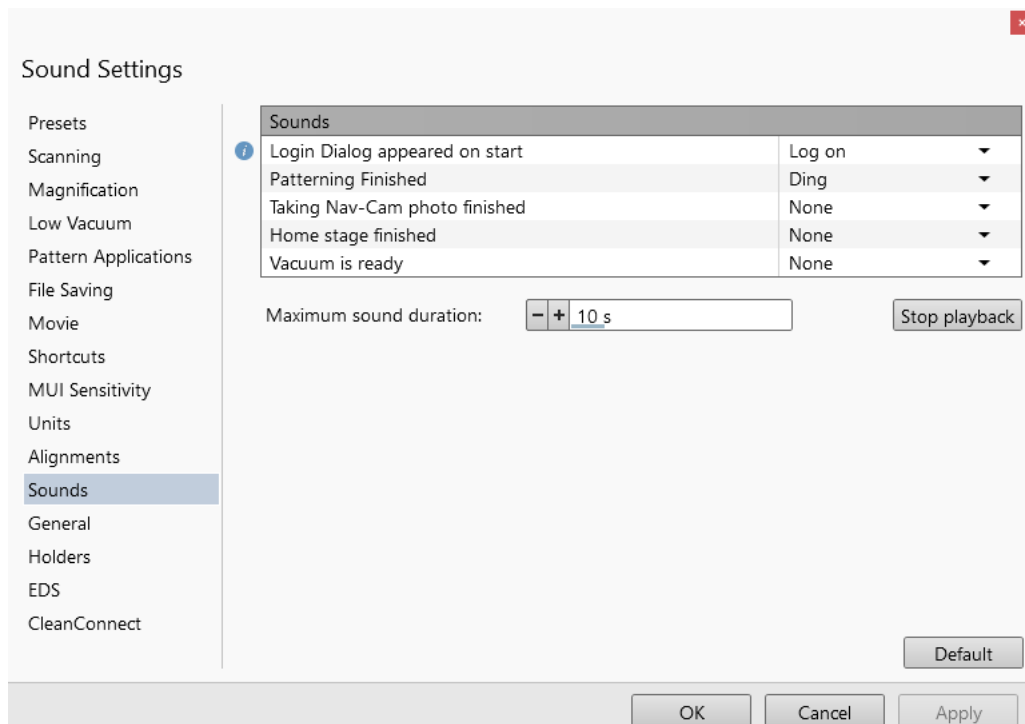 Sound Settings
Presets
Scanning
Magnification
Low Vacuum
Pattern Applications
File Saving
Movie
Shortcuts
MUI Sensitivity
Units
Alignments
Sounds
General
Holders
EDS
CleanConnect
Sounds
Login Dialog appeared on start Log on
Patterning Finished Ding
Taking Nav-Cam photo finished None
Home stage finished None
Vacuum is ready None
Maximum sound duration: - + 10 s Stop playback
Default
OK Cancel Apply